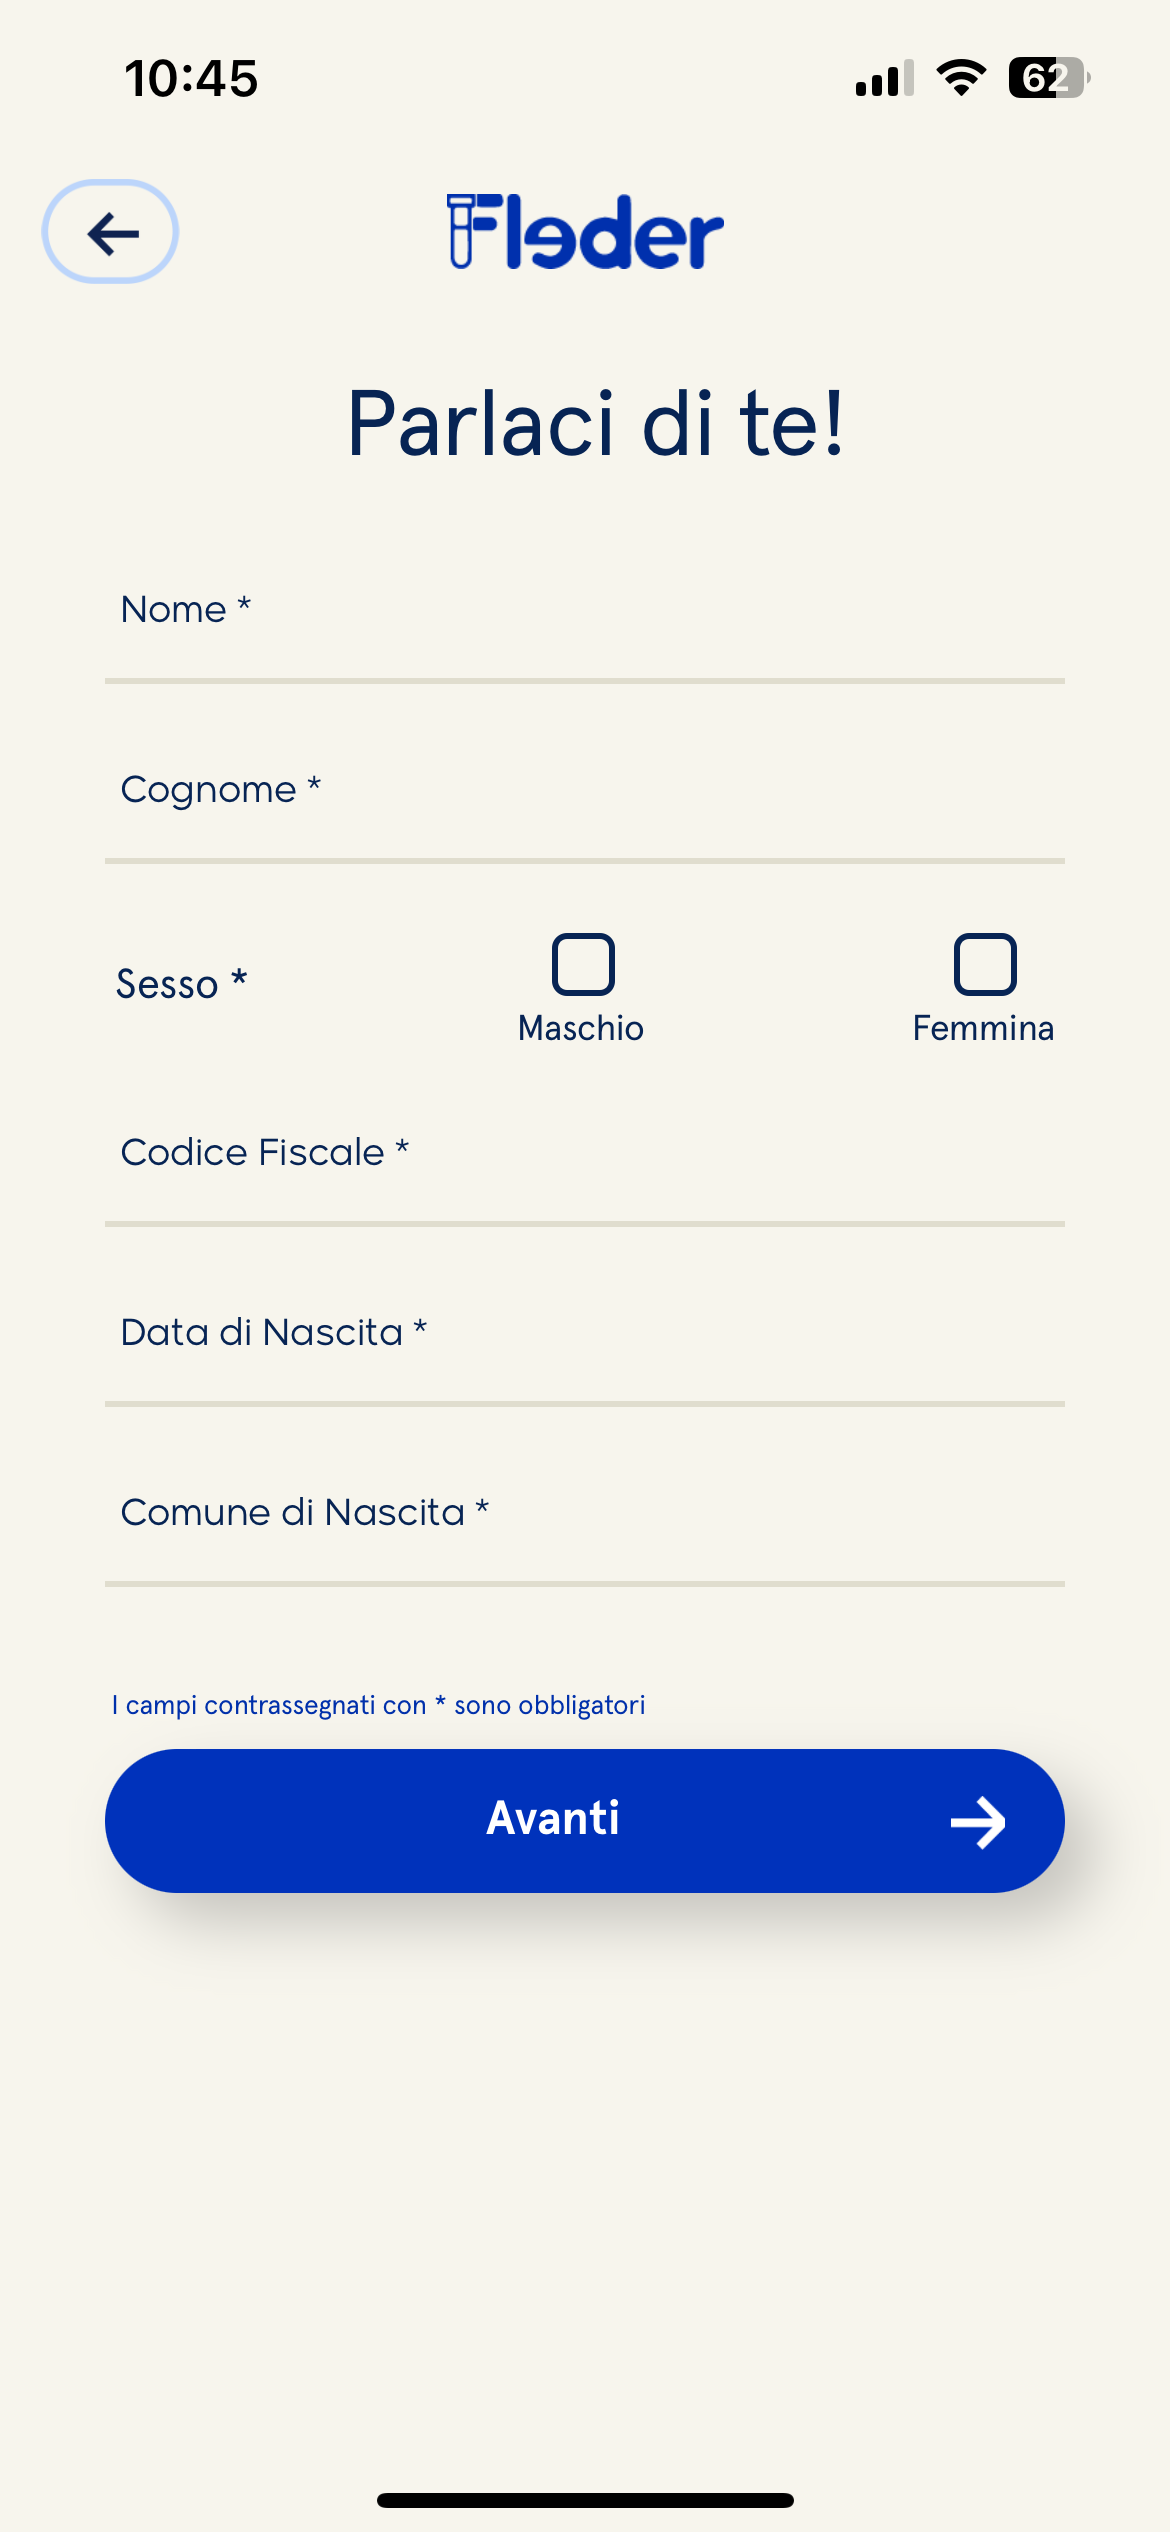 10:45
62
Fleder
Parlaci di te!
Nome *
Cognome *
Sesso *
Maschio
Femmina
Codice Fiscale *
Data di Nascita *
Comune di Nascita *
I campi contrassegnati con * sono obbligatori
Avanti